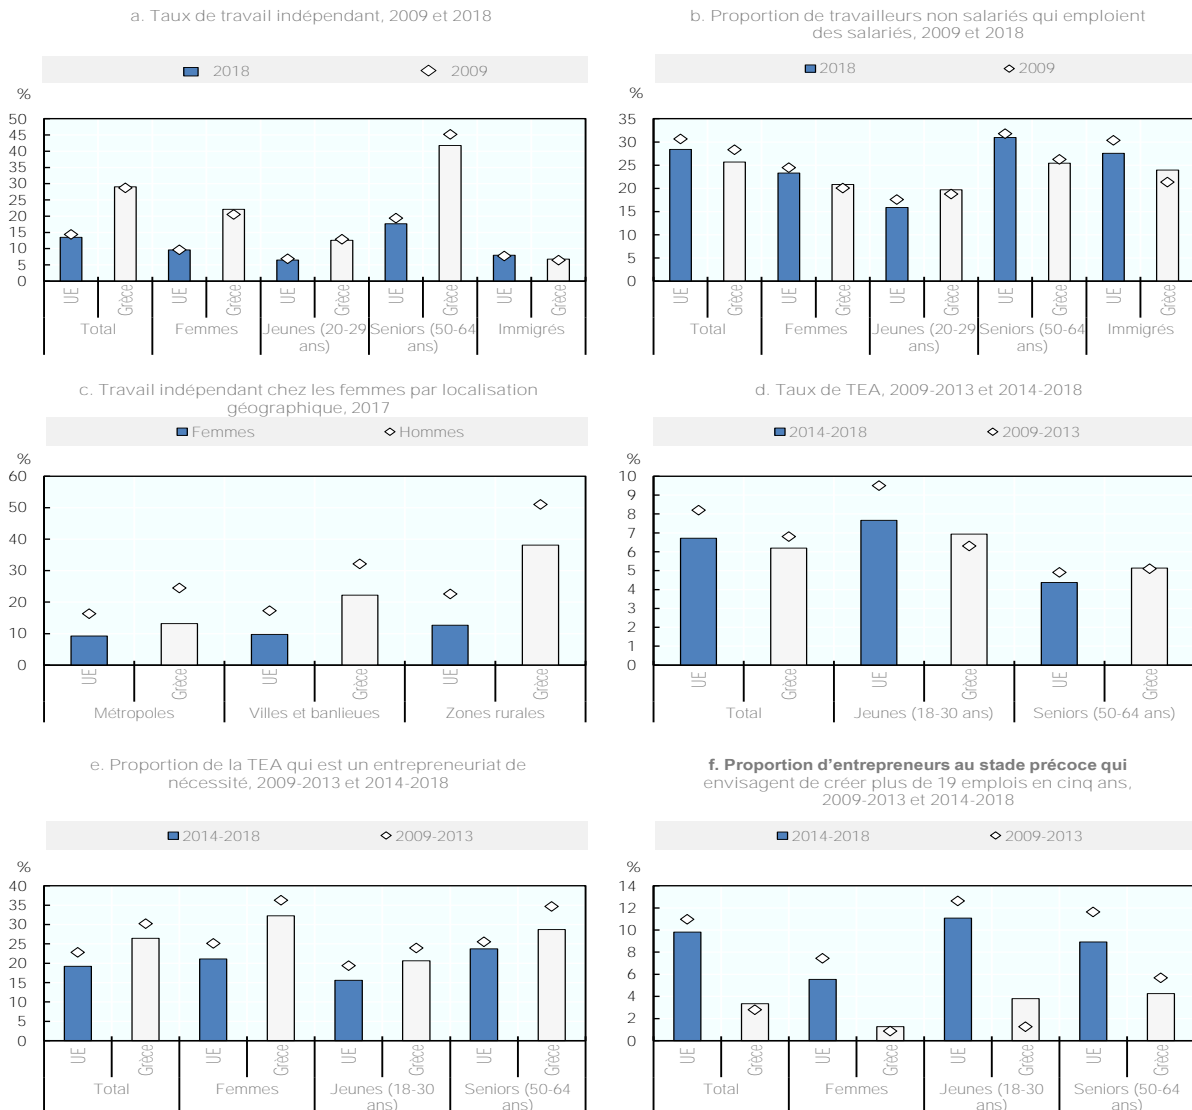 a. Taux de travail indépendant, 2009 et 2018
2018
2009
%
50
45
40
35
30
25
20
15
10
5
0
UE
Grèce
UE
Grèce
UE
Grèce
UE
Grèce
UE
Grèce
Total
Femmes
Jeunes (20-29
ans)
Seniors (50-64
ans)
Immigrés
b. Proportion de travailleurs non salariés qui emploient
des salariés, 2009 et 2018
2018
2009
%
35
30
25
20
15
10
5
0
UE
Grèce
UE
Grèce
UE
Grèce
UE
Grèce
UE
Grèce
Total
Femmes
Jeunes (20-29
ans)
Seniors (50-64
ans)
Immigrés
c. Travail indépendant chez les femmes par localisation
géographique, 2017
Femmes
Hommes
%
60
50
40
30
20
10
0
UE
Grèce
UE
Grèce
UE
Grèce
Métropoles
Villes et banlieues
Zones rurales
d. Taux de TEA, 2009-2013 et 2014-2018
2014-2018
2009-2013
%
10
9
8
7
6
5
4
3
2
1
0
UE
Grèce
UE
Grèce
UE
Grèce
Total
Jeunes (18-30 ans)
Seniors (50-64 ans)
e. Proportion de la TEA qui est un entrepreneuriat de
nécessité, 2009-2013 et 2014-2018
2014-2018
2009-2013
%
40
35
30
25
20
15
10
5
0
UE
Grèce
UE
Grèce
UE
Grèce
UE
Grèce
Total
Femmes
Jeunes (18-30
ans)
Seniors (50-64
ans)
f. Proportion d'entrepreneurs au stade précoce qui
envisagent de créer plus de 19 emplois en cinq ans,
2009-2013 et 2014-2018
2014-2018
2009-2013
%
14
12
10
8
6
4
2
0
UE
Grèce
UE
Grèce
UE
Grèce
UE
Grèce
Total
Femmes
Jeunes (18-30
ans)
Seniors (50-64
ans)